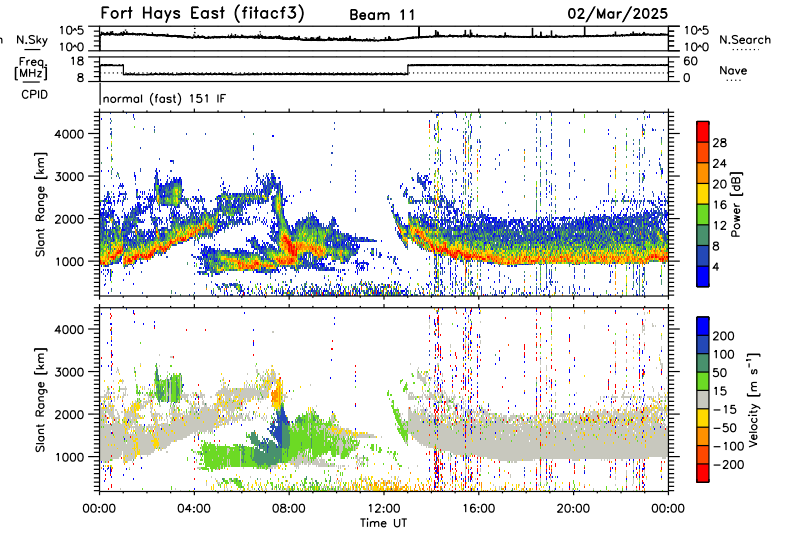 Fort Hays East (fitacf3) Beam 11 02/Mar/2025
N.Sky 10^5 10^0 10^5 10^0 N.Search
Freq. [MHz] 18 8 60 0 Nave
CPID normal (fast) 151 IF
Slant Range [km] 4000 3000 2000 1000
28 24 20 16 12 8 4 Power [dB]
Slant Range [km] 4000 3000 2000 1000
200 100 50 15 -15 -50 -100 -200 Velocity [m s⁻¹]
00:00 04:00 08:00 12:00 16:00 20:00 00:00
Time UT